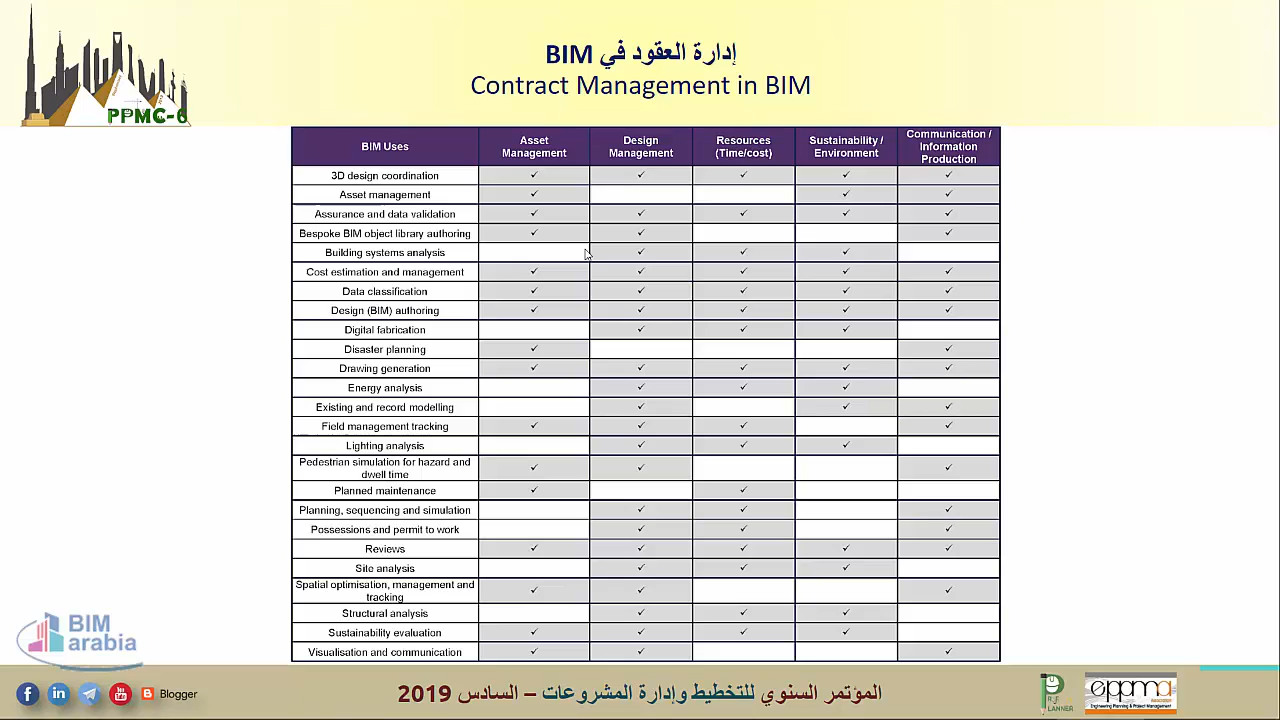 إدارة العقود في BIM
Contract Management in BIM
PPMC-6
BIM Uses
Asset Management
Design Management
Resources (Time/cost)
Sustainability / Environment
Communication / Information Production
3D design coordination ✓ ✓ ✓ ✓ ✓
Asset management ✓ ✓ ✓
Assurance and data validation ✓ ✓ ✓ ✓ ✓
Bespoke BIM object library authoring ✓ ✓ ✓
Building systems analysis ✓ ✓ ✓
Cost estimation and management ✓ ✓ ✓ ✓ ✓
Data classification ✓ ✓ ✓ ✓ ✓
Design (BIM) authoring ✓ ✓ ✓ ✓ ✓
Digital fabrication ✓ ✓ ✓
Disaster planning ✓ ✓
Drawing generation ✓ ✓ ✓ ✓ ✓
Energy analysis ✓ ✓ ✓
Existing and record modelling ✓ ✓ ✓
Field management tracking ✓ ✓ ✓ ✓
Lighting analysis ✓ ✓ ✓
Pedestrian simulation for hazard and
dwell time ✓ ✓ ✓
Planned maintenance ✓ ✓
Planning, sequencing and simulation ✓ ✓ ✓
Possessions and permit to work ✓ ✓ ✓
Reviews ✓ ✓ ✓ ✓ ✓
Site analysis ✓ ✓ ✓
Spatial optimisation, management and
tracking ✓ ✓ ✓
Structural analysis ✓ ✓ ✓
Sustainability evaluation ✓ ✓ ✓ ✓
Visualisation and communication ✓ ✓ ✓
BIM
arabia
Blogger
المؤتمر السنوي للتخطيط وإدارة المشروعات – السادس 2019
PLANNER
eppma
Engineering Planning & Project Management